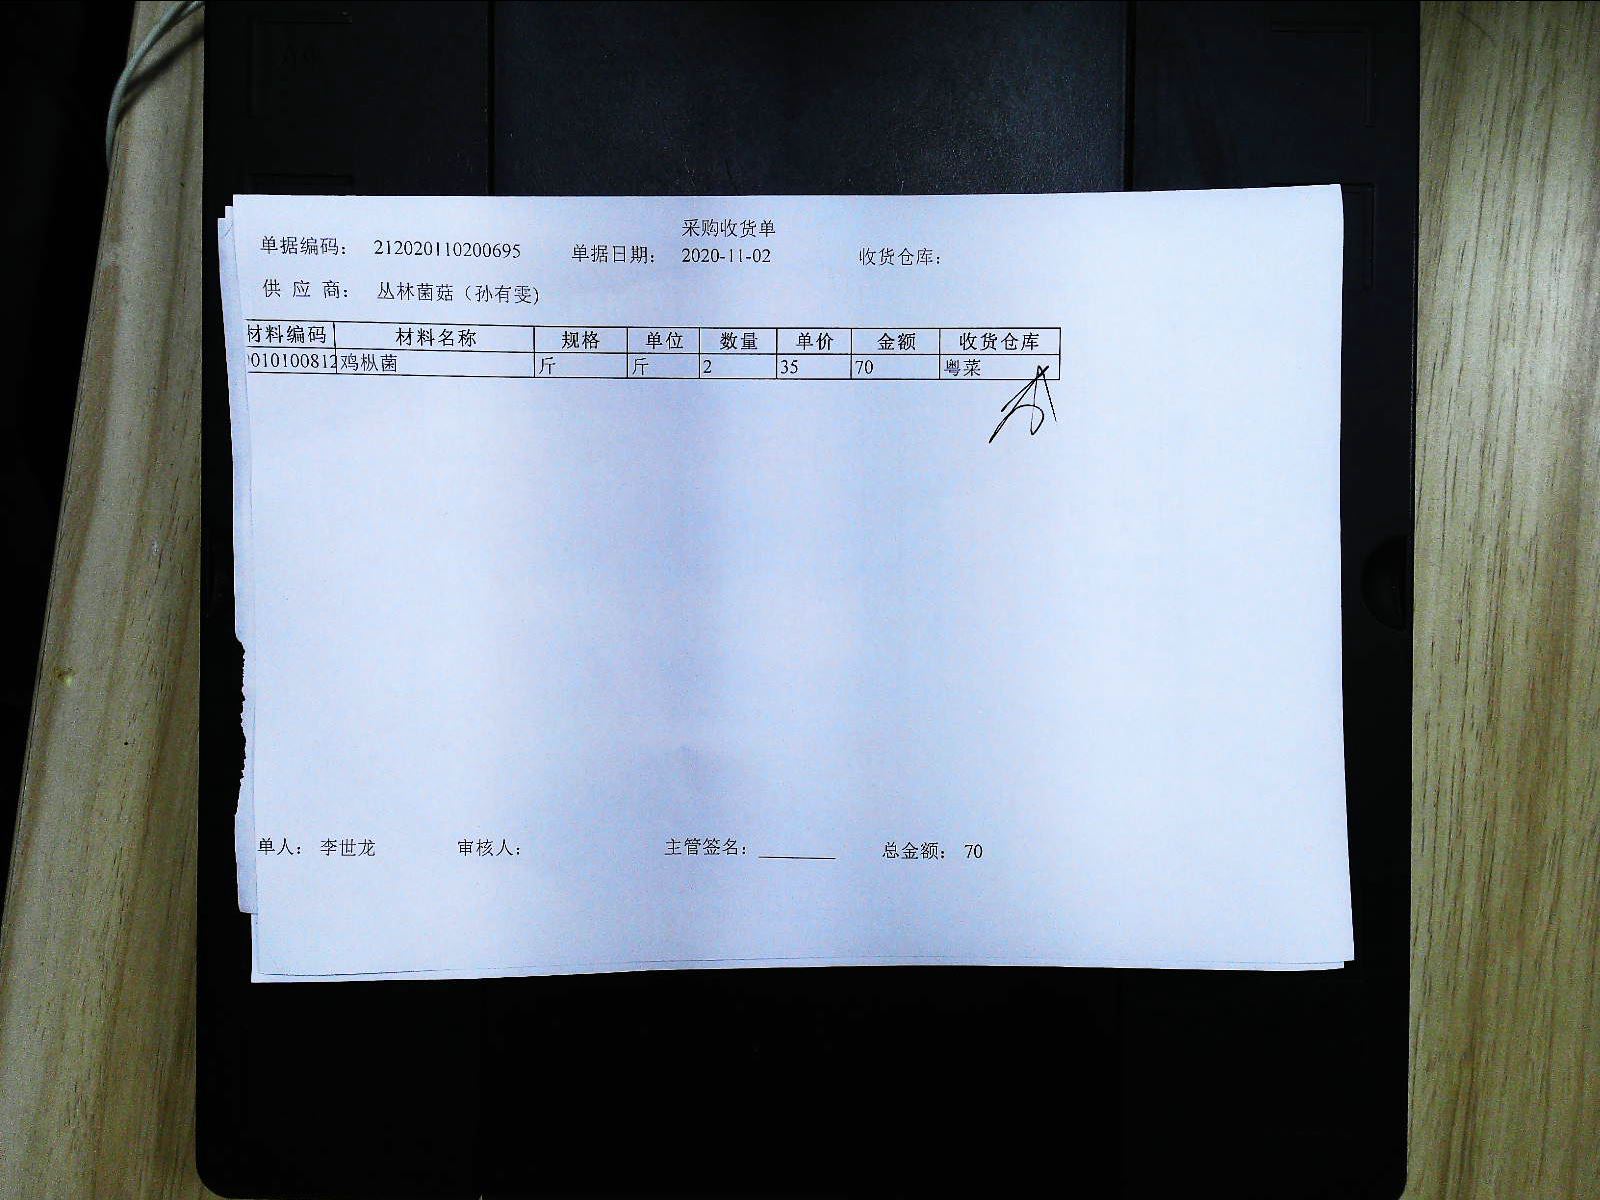 采购收货单
单据编码： 212020110200695 单据日期： 2020-11-02 收货仓库：
供 应 商： 丛林菌菇（孙有雯）
材料编码 材料名称 规格 单位 数量 单价 金额 收货仓库
010100812 鸡枞菌 斤 斤 2 35 70 粤菜
单人： 李世龙 审核人： 主管签名： 总金额： 70